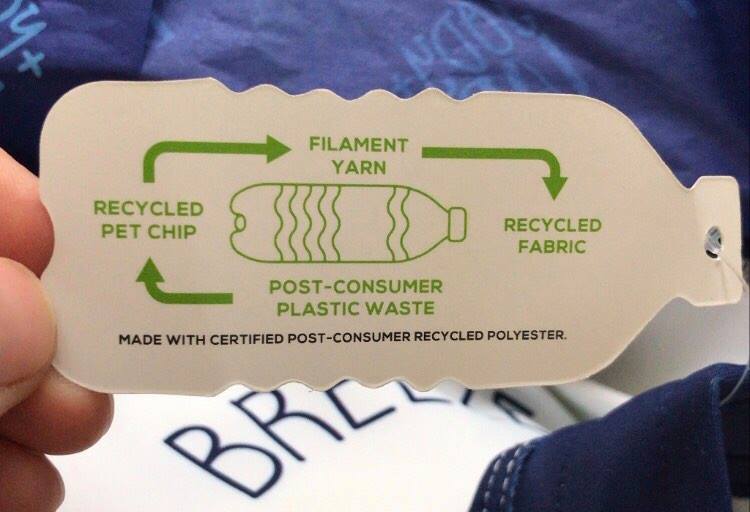 FILAMENT
YARN
RECYCLED
PET CHIP
RECYCLED
FABRIC
POST-CONSUMER
PLASTIC WASTE
MADE WITH CERTIFIED POST-CONSUMER RECYCLED POLYESTER.